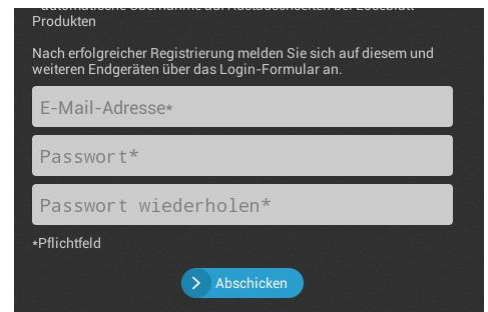 Produkten
Nach erfolgreicher Registrierung melden Sie sich auf diesem und
weiteren Endgeräten über das Login-Formular an.
E-Mail-Adresse*
Passwort*
Passwort wiederholen*
*Pflichtfeld
Abschicken